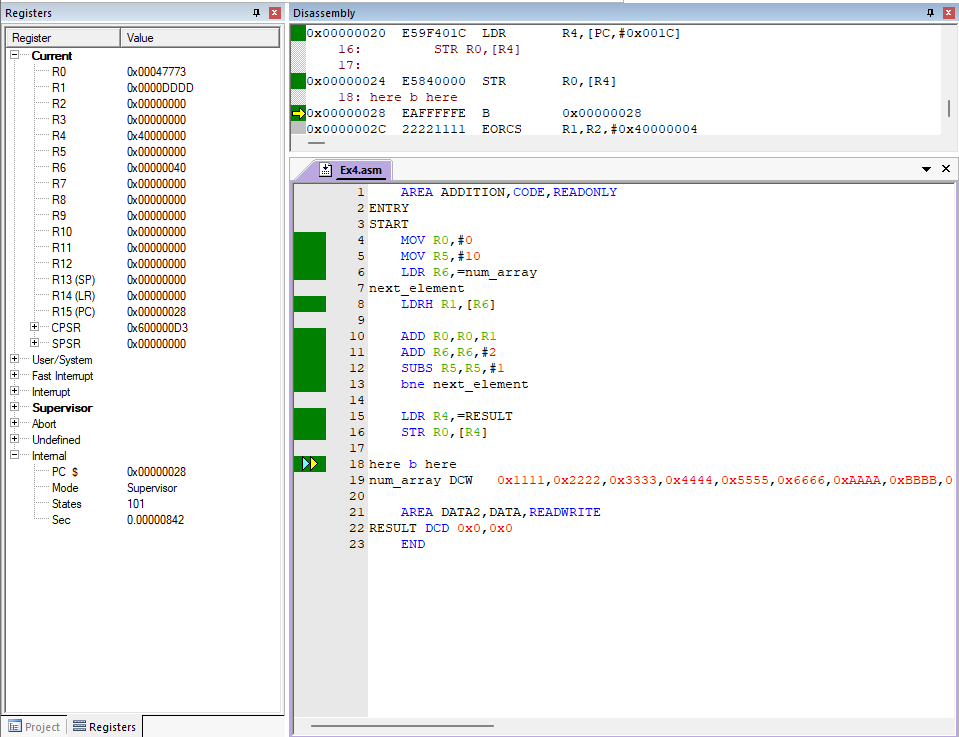 Registers
Register Value
Current
R0 0x00047773
R1 0x0000DDDD
R2 0x00000000
R3 0x00000000
R4 0x40000000
R5 0x00000000
R6 0x00000040
R7 0x00000000
R8 0x00000000
R9 0x00000000
R10 0x00000000
R11 0x00000000
R12 0x00000000
R13 (SP) 0x00000000
R14 (LR) 0x00000000
R15 (PC) 0x00000028
CPSR 0x600000D3
SPSR 0x00000000
User/System
Fast Interrupt
Interrupt
Supervisor
Abort
Undefined
Internal
PC $ 0x00000028
Mode Supervisor
States 101
Sec 0.00000842
Project Registers
Disassembly
0x00000020 E59F401C LDR R4,[PC,#0x001C]
16: STR R0,[R4]
17:
0x00000024 E5840000 STR R0,[R4]
18: here b here
0x00000028 EAFFFFFE B 0x00000028
0x0000002C 22221111 EORCS R1,R2,#0x40000004
Ex4.asm
1 AREA ADDITION,CODE,READONLY
2 ENTRY
3 START
4 MOV R0,#0
5 MOV R5,#10
6 LDR R6,=num_array
7 next_element
8 LDRH R1,[R6]
9
10 ADD R0,R0,R1
11 ADD R6,R6,#2
12 SUBS R5,R5,#1
13 bne next_element
14
15 LDR R4,=RESULT
16 STR R0,[R4]
17
18 here b here
19 num_array DCW 0x1111,0x2222,0x3333,0x4444,0x5555,0x6666,0xAAAA,0xBBBB,0
20
21 AREA DATA2,DATA,READWRITE
22 RESULT DCD 0x0,0x0
23 END